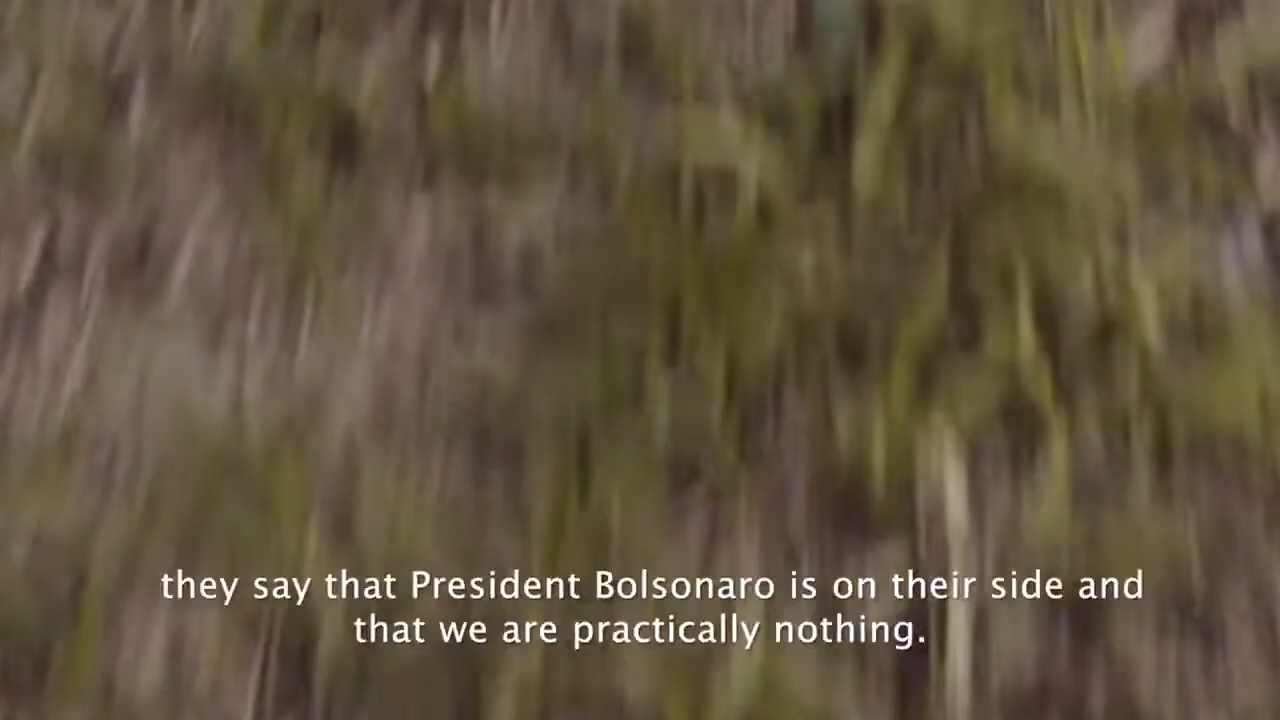 they say that President Bolsonaro is on their side and
that we are practically nothing.